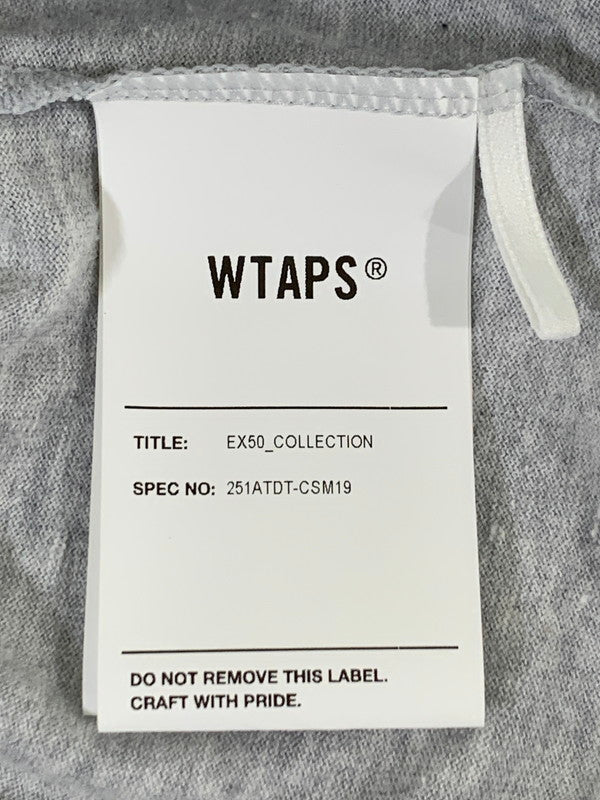 WTAPS®
TITLE: EX50_COLLECTION
SPEC NO: 251ATDT-CSM19
DO NOT REMOVE THIS LABEL.
CRAFT WITH PRIDE.